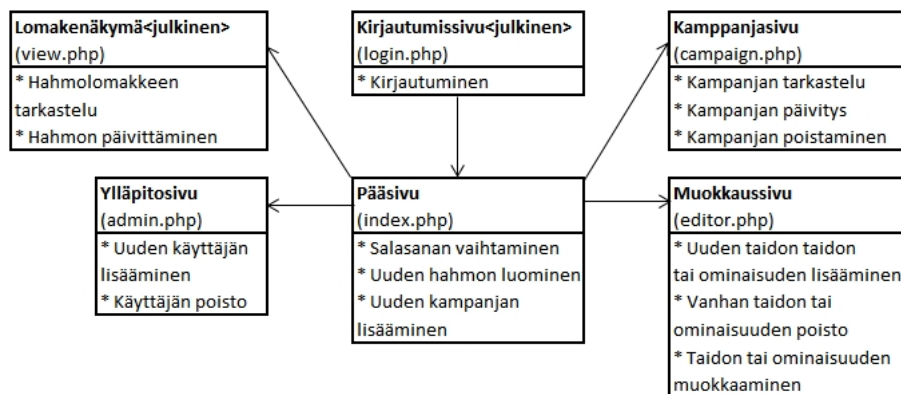 Lomakenäkymä<julkinen>
(view.php)
* Hahmolomakkeen
tarkastelu
* Hahmon päivittäminen
Kirjautumissivu<julkinen>
(login.php)
* Kirjautuminen
Kamppanjasivu
(campaign.php)
* Kampanjan tarkastelu
* Kampanjan päivitys
* Kampanjan poistaminen
Ylläpitosivu
(admin.php)
* Uuden käyttäjän
lisääminen
* Käyttäjän poisto
Pääsivu
(index.php)
* Salasanan vaihtaminen
* Uuden hahmon luominen
* Uuden kampanjan
lisääminen
Muokkaussivu
(editor.php)
* Uuden taidon taidon
tai ominaisuden lisääminen
* Vanhan taidon tai
ominaisuuden poisto
* Taidon tai ominaisuuden
muokkaaminen